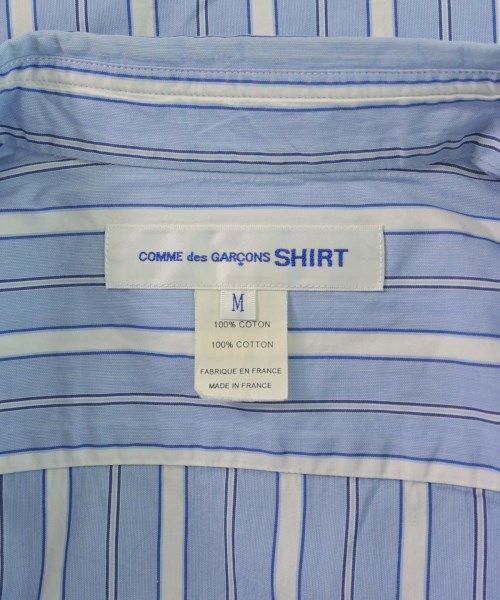 COMME des GARÇONS SHIRT
M
100% COTON
100% COTTON
FABRIQUE EN FRANCE
MADE IN FRANCE